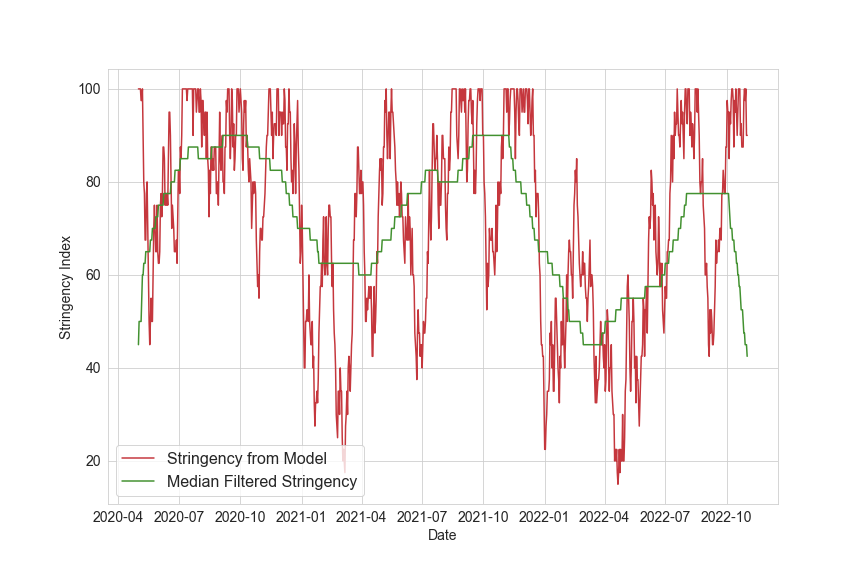 100
80
60
40
20
Stringency Index
Stringency from Model
Median Filtered Stringency
2020-04 2020-07 2020-10 2021-01 2021-04 2021-07 2021-10 2022-01 2022-04 2022-07 2022-10
Date